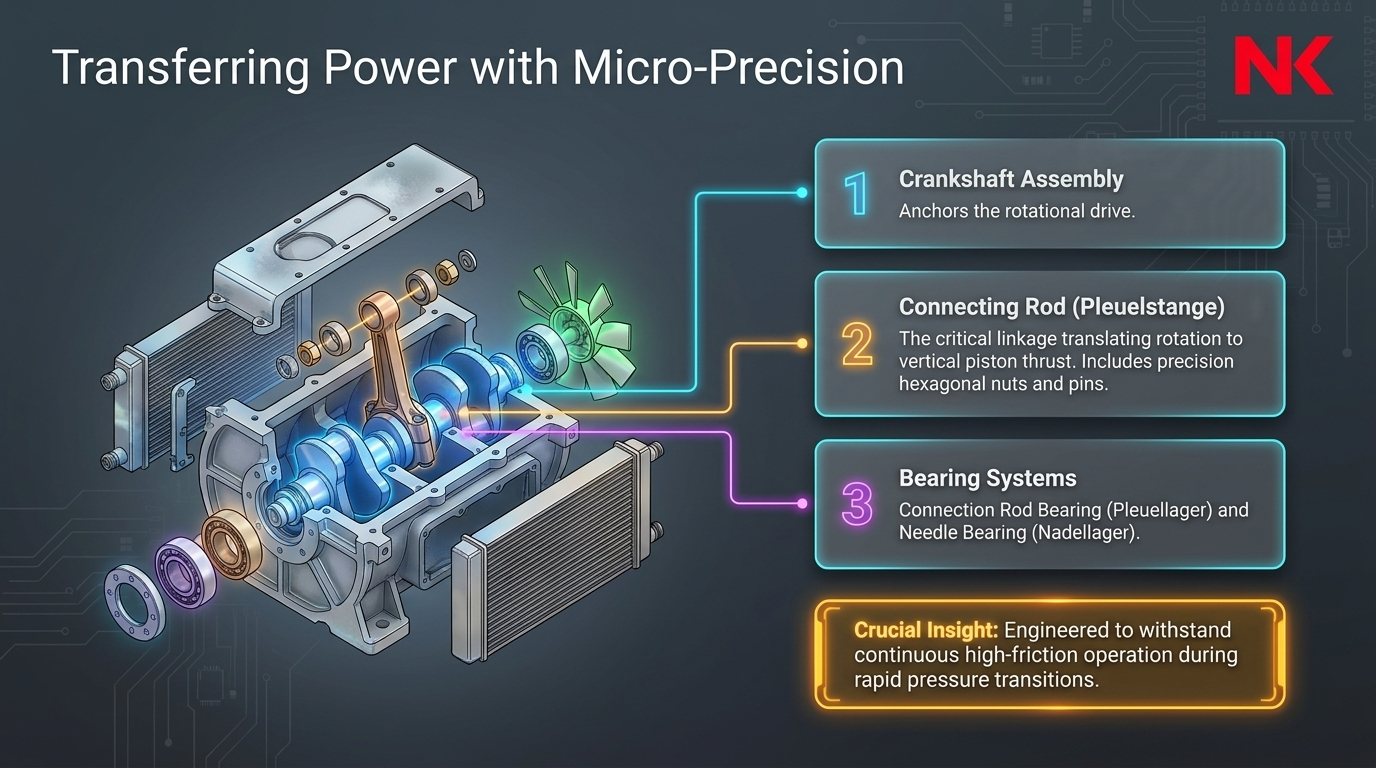 Transferring Power with Micro-Precision
NK
1
Crankshaft Assembly
Anchors the rotational drive.
2
Connecting Rod (Pleuelstange)
The critical linkage translating rotation to
vertical piston thrust. Includes precision
hexagonal nuts and pins.
3
Bearing Systems
Connection Rod Bearing (Pleuellager) and
Needle Bearing (Nadellager).
Crucial Insight: Engineered to withstand
continuous high-friction operation during
rapid pressure transitions.